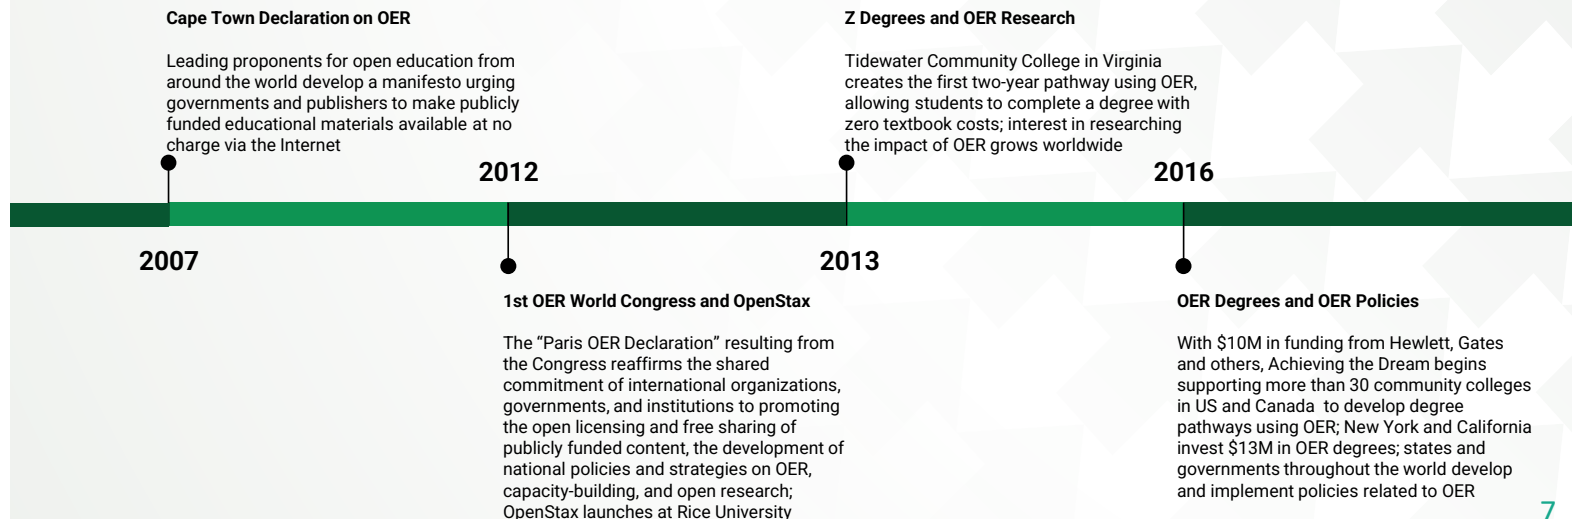 Cape Town Declaration on OER
Leading proponents for open education from
around the world develop a manifesto urging
governments and publishers to make publicly
funded educational materials available at no
charge via the Internet
2007
2012
1st OER World Congress and OpenStax
The “Paris OER Declaration” resulting from
the Congress reaffirms the shared
commitment of international organizations,
governments, and institutions to promoting
the open licensing and free sharing of
publicly funded content, the development of
national policies and strategies on OER,
capacity-building, and open research;
OpenStax launches at Rice University
Z Degrees and OER Research
Tidewater Community College in Virginia
creates the first two-year pathway using OER,
allowing students to complete a degree with
zero textbook costs; interest in researching
the impact of OER grows worldwide
2013
2016
OER Degrees and OER Policies
With $10M in funding from Hewlett, Gates
and others, Achieving the Dream begins
supporting more than 30 community colleges
in US and Canada  to develop degree
pathways using OER; New York and California
invest $13M in OER degrees; states and
governments throughout the world develop
and implement policies related to OER
7